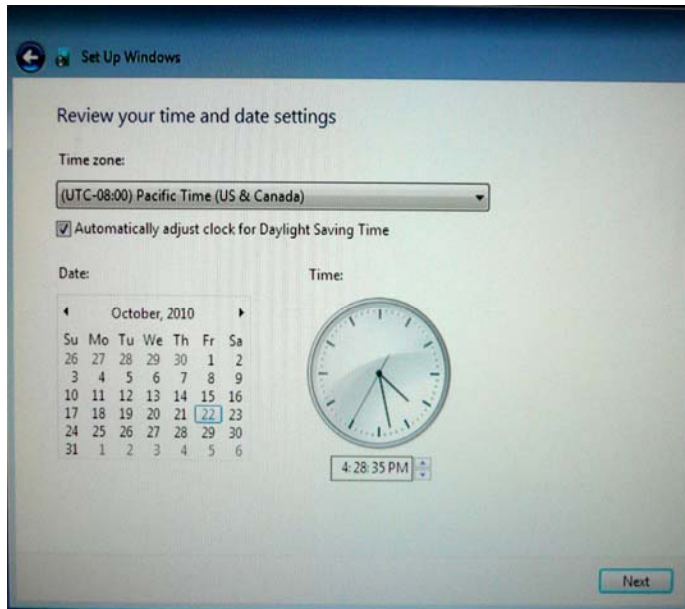 Set Up Windows
Review your time and date settings
Time zone:
(UTC-08:00) Pacific Time (US & Canada)
Automatically adjust clock for Daylight Saving Time
Date:
October, 2010
Su Mo Tu We Th Fr Sa
26 27 28 29 30 1 2
3 4 5 6 7 8 9
10 11 12 13 14 15 16
17 18 19 20 21 22 23
24 25 26 27 28 29 30
31 1 2 3 4 5 6
Time:
4:28:35 PM
Next